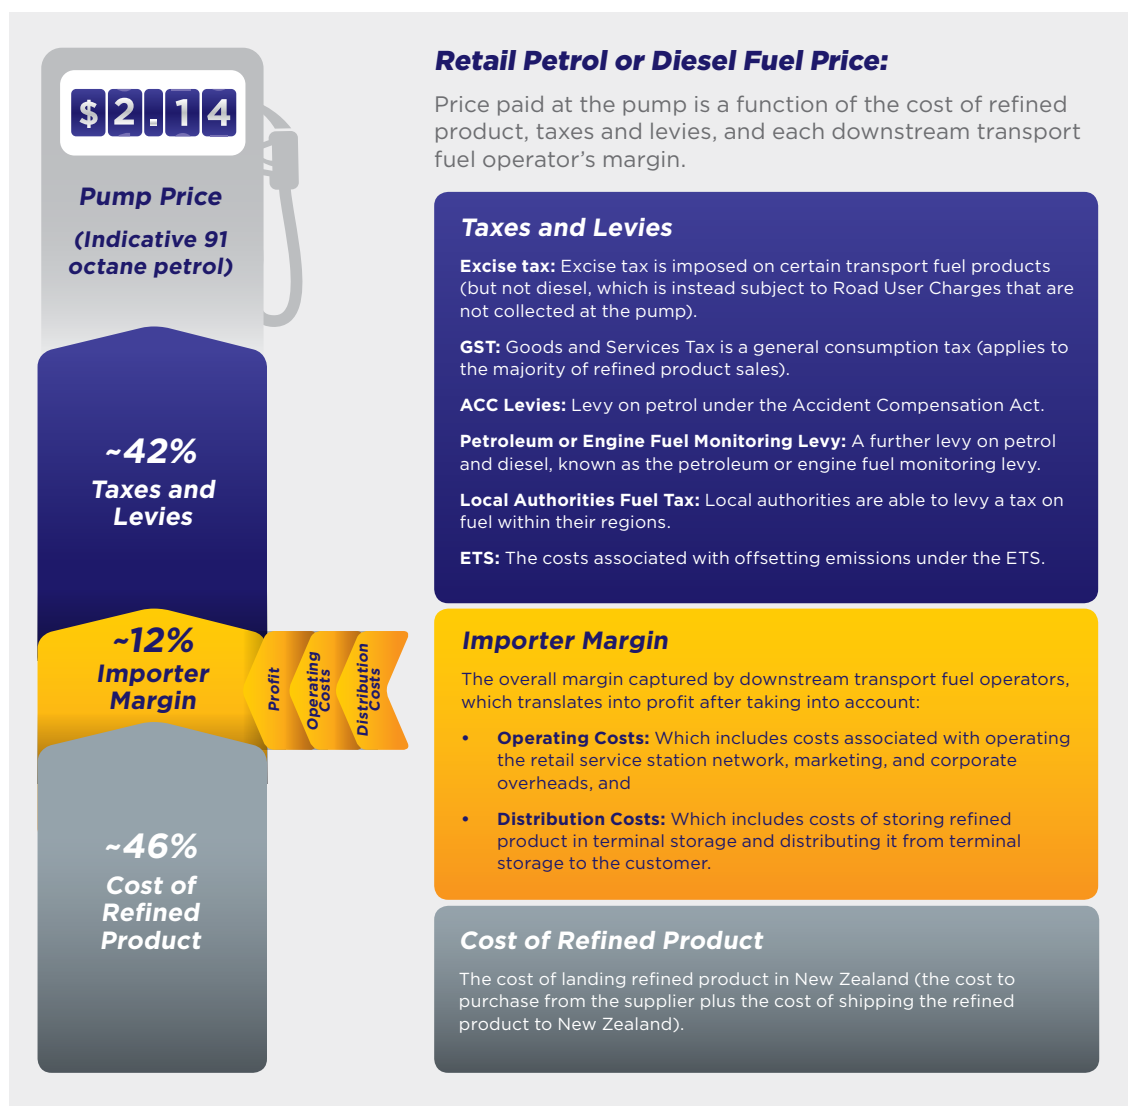 $2.14
Pump Price
(Indicative 91
octane petrol)
~42%
Taxes and
Levies
~12%
Importer
Margin
Profit
Operating
Costs
Distribution
Costs
~46%
Cost of
Refined
Product
Retail Petrol or Diesel Fuel Price:
Price paid at the pump is a function of the cost of refined
product, taxes and levies, and each downstream transport
fuel operator’s margin.
Taxes and Levies
Excise tax: Excise tax is imposed on certain transport fuel products
(but not diesel, which is instead subject to Road User Charges that are
not collected at the pump).
GST: Goods and Services Tax is a general consumption tax (applies to
the majority of refined product sales).
ACC Levies: Levy on petrol under the Accident Compensation Act.
Petroleum or Engine Fuel Monitoring Levy: A further levy on petrol
and diesel, known as the petroleum or engine fuel monitoring levy.
Local Authorities Fuel Tax: Local authorities are able to levy a tax on
fuel within their regions.
ETS: The costs associated with offsetting emissions under the ETS.
Importer Margin
The overall margin captured by downstream transport fuel operators,
which translates into profit after taking into account:
• Operating Costs: Which includes costs associated with operating
the retail service station network, marketing, and corporate
overheads, and
• Distribution Costs: Which includes costs of storing refined
product in terminal storage and distributing it from terminal
storage to the customer.
Cost of Refined Product
The cost of landing refined product in New Zealand (the cost to
purchase from the supplier plus the cost of shipping the refined
product to New Zealand).